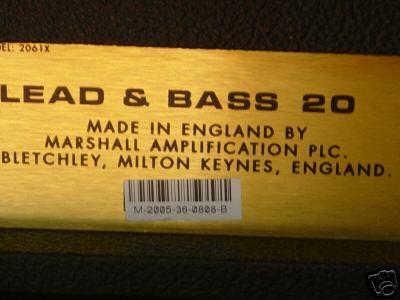 DEL: 2061X
LEAD & BASS 20
MADE IN ENGLAND BY
MARSHALL AMPLIFICATION PLC.
BLETCHLEY, MILTON KEYNES, ENGLAND.
M-2005-36-0808-B